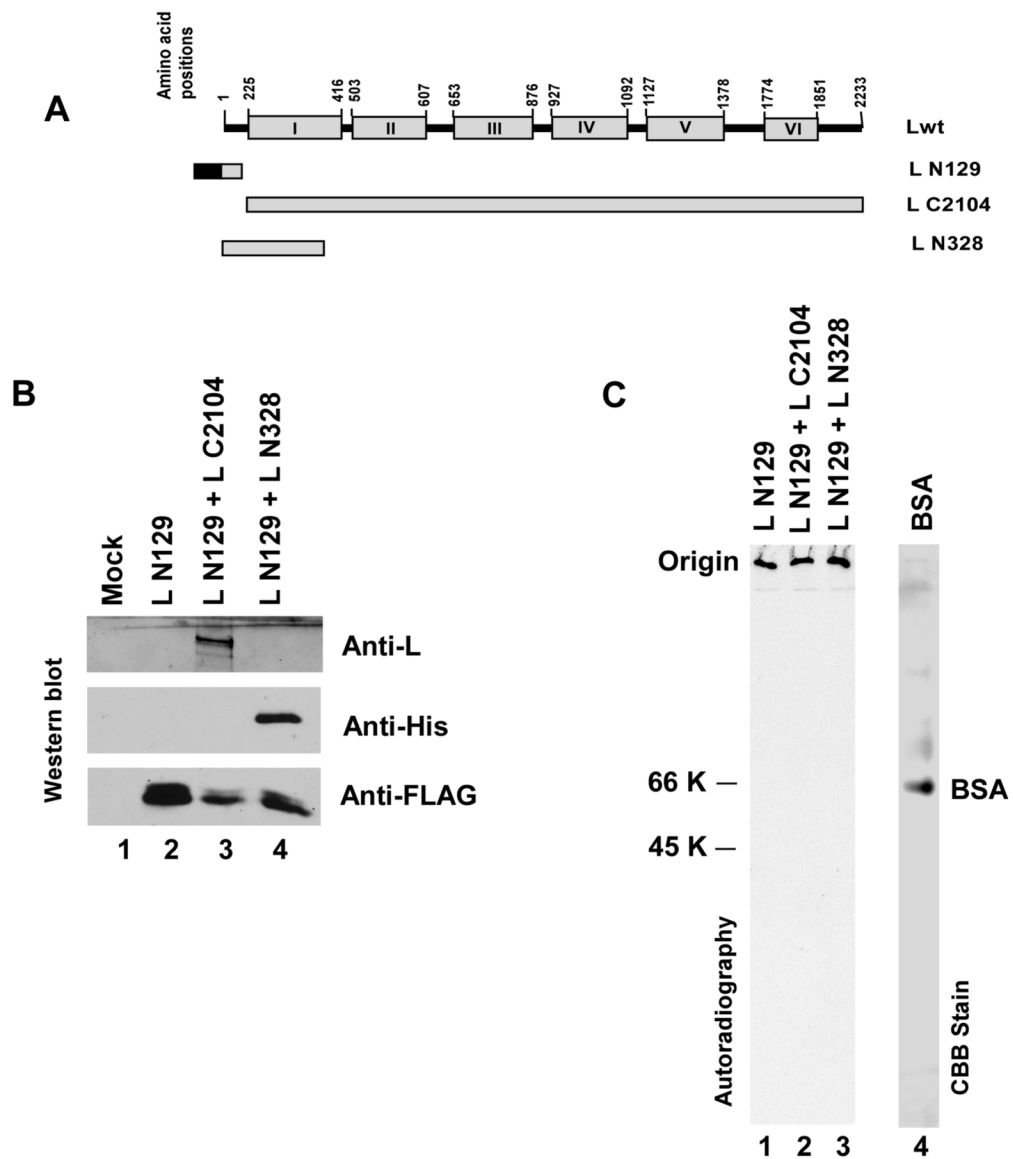 A
Amino acid
positions
1 225 416 503 607 653 876 927 1092 1127 1378 1774 1851 2233
I II III IV V VI Lwt
L N129
L C2104
L N328
B
Mock
L N129
L N129 + L C2104
L N129 + L N328
Western blot
Anti-L
Anti-His
Anti-FLAG
1 2 3 4
C
L N129
L N129 + L C2104
L N129 + L N328
BSA
Origin
66 K
BSA
45 K
Autoradiography
CBB Stain
1 2 3 4